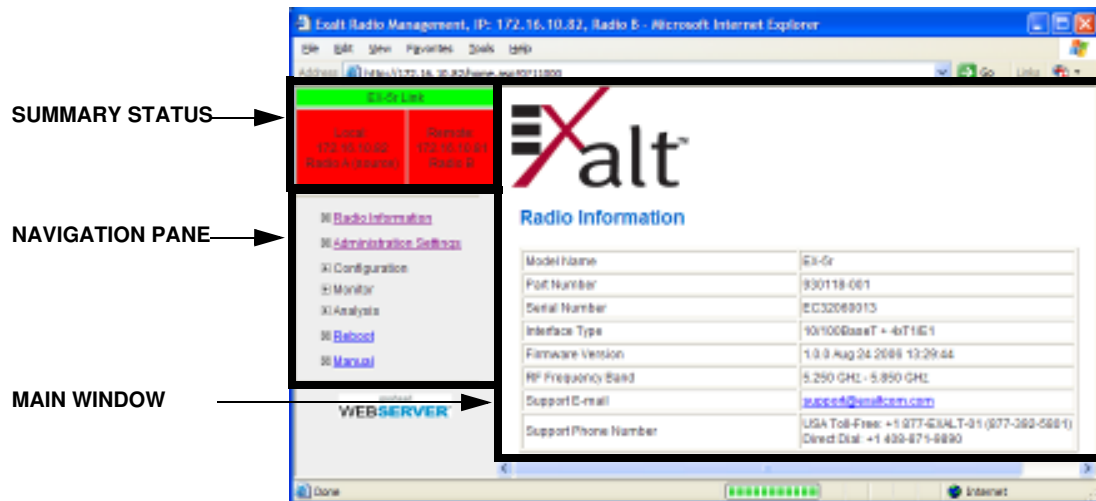 Exalt Radio Management, IP: 172.16.10.82, Radio B - Microsoft Internet Explorer
File Edit View Favorites Tools Help
Address Go Links
EX-5r Link
SUMMARY STATUS
Local
172.16.10.82
Radio A (source)
Remote
172.16.10.81
Radio B
Exalt™
NAVIGATION PANE
Radio Information
Administration Settings
Configuration
Monitor
Analysis
Reboot
Manual
MAIN WINDOW
WEBSERVER
Radio Information
Model Name EX-5r
Part Number 930118-001
Serial Number EC32060013
Interface Type 10/100BaseT + 4xT1/E1
Firmware Version 1.0.0 Aug 24 2006 13:29:44
RF Frequency Band 5.250 GHz - 5.850 GHz
Support E-mail support@exaltcom.com
Support Phone Number USA Toll-Free: +1 877-EXALT-01 (877-392-5801)
Direct Dial: +1 408-871-9890
Done Internet